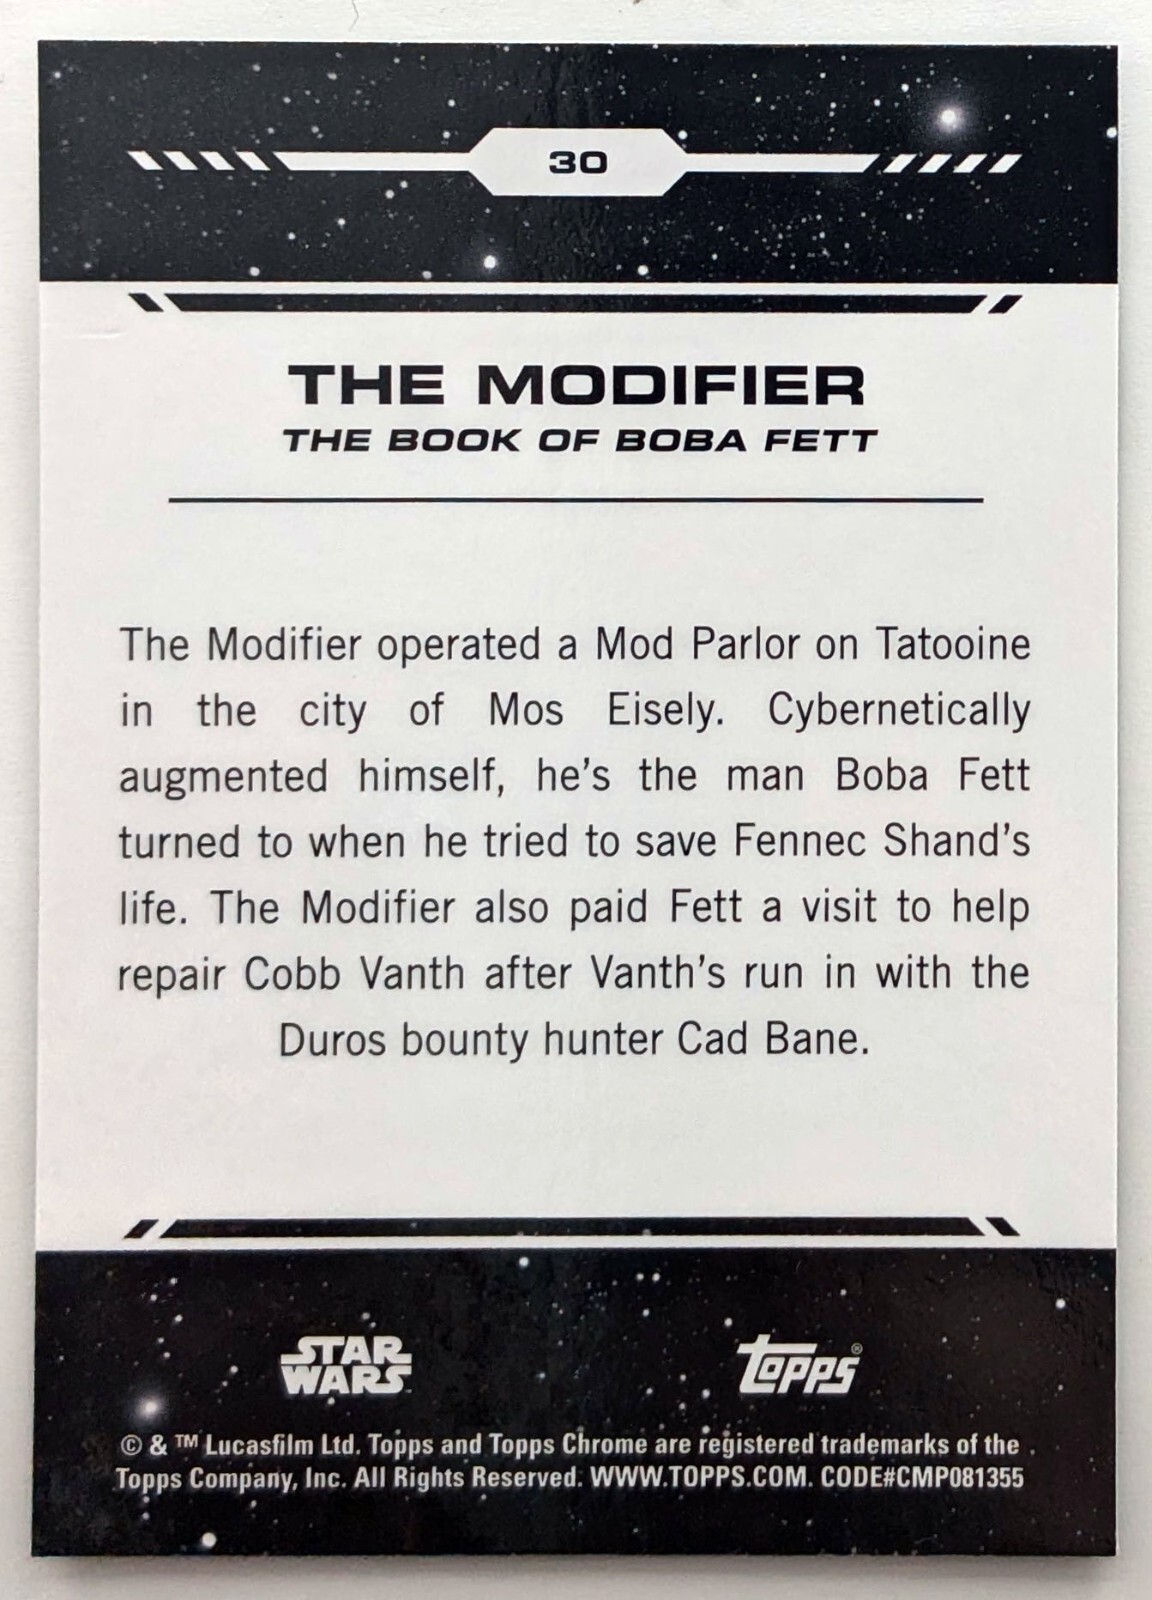 30
THE MODIFIER
THE BOOK OF BOBA FETT
The Modifier operated a Mod Parlor on Tatooine
in the city of Mos Eisely. Cybernetically
augmented himself, he's the man Boba Fett
turned to when he tried to save Fennec Shand's
life. The Modifier also paid Fett a visit to help
repair Cobb Vanth after Vanth's run in with the
Duros bounty hunter Cad Bane.
STAR
WARS
Topps®
© & ™ Lucasfilm Ltd. Topps and Topps Chrome are registered trademarks of the
Topps Company, Inc. All Rights Reserved. WWW.TOPPS.COM. CODE#CMP081355